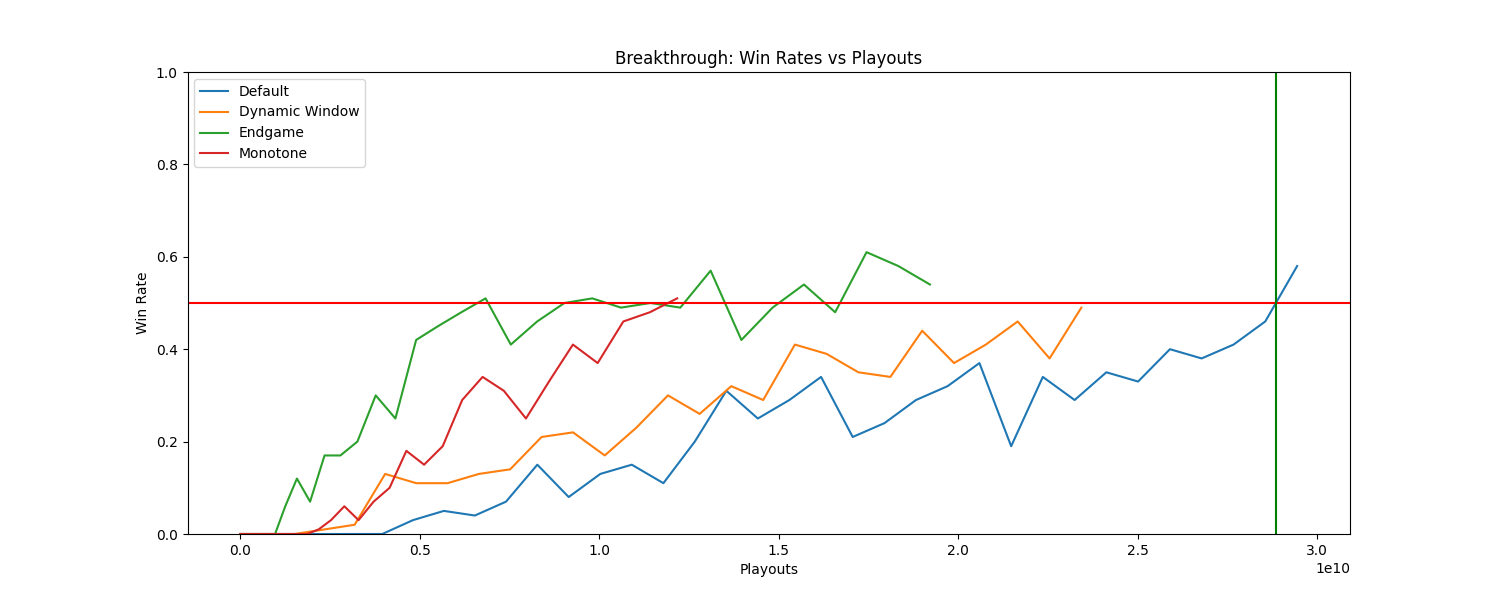 Breakthrough: Win Rates vs Playouts
Default
Dynamic Window
Endgame
Monotone
Win Rate
1.0
0.8
0.6
0.4
0.2
0.0
0.0 0.5 1.0 1.5 2.0 2.5 3.0
1e10
Playouts